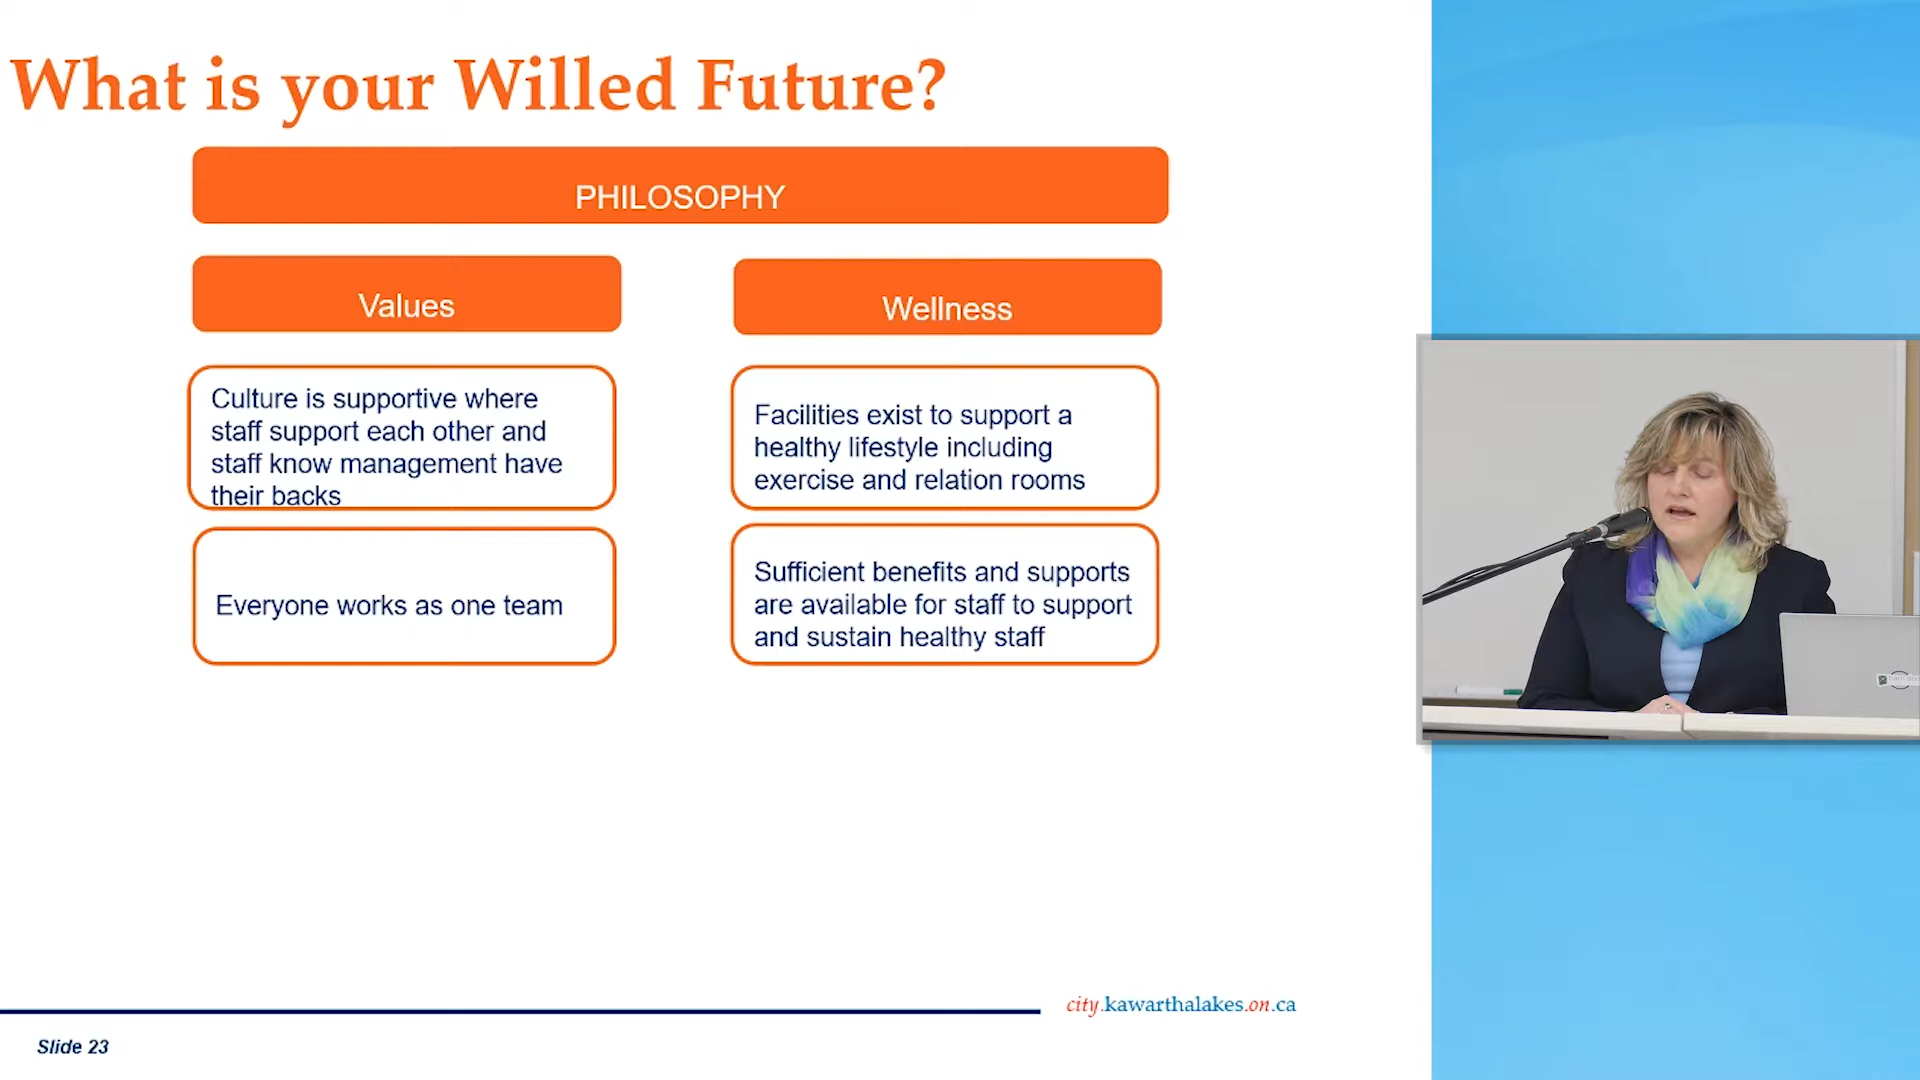 What is your Willed Future?
PHILOSOPHY
Values
Wellness
Culture is supportive where
staff support each other and
staff know management have
their backs
Facilities exist to support a
healthy lifestyle including
exercise and relation rooms
Everyone works as one team
Sufficient benefits and supports
are available for staff to support
and sustain healthy staff
city.kawarthalakes.on.ca
Slide 23